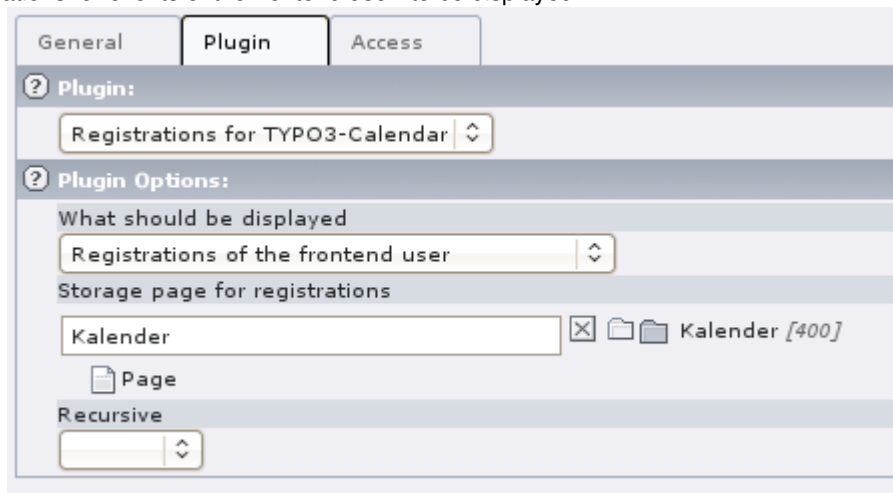 General Plugin Access
? Plugin:
Registrations for TYPO3-Calendar
? Plugin Options:
What should be displayed
Registrations of the frontend user
Storage page for registrations
Kalender Kalender [400]
Page
Recursive